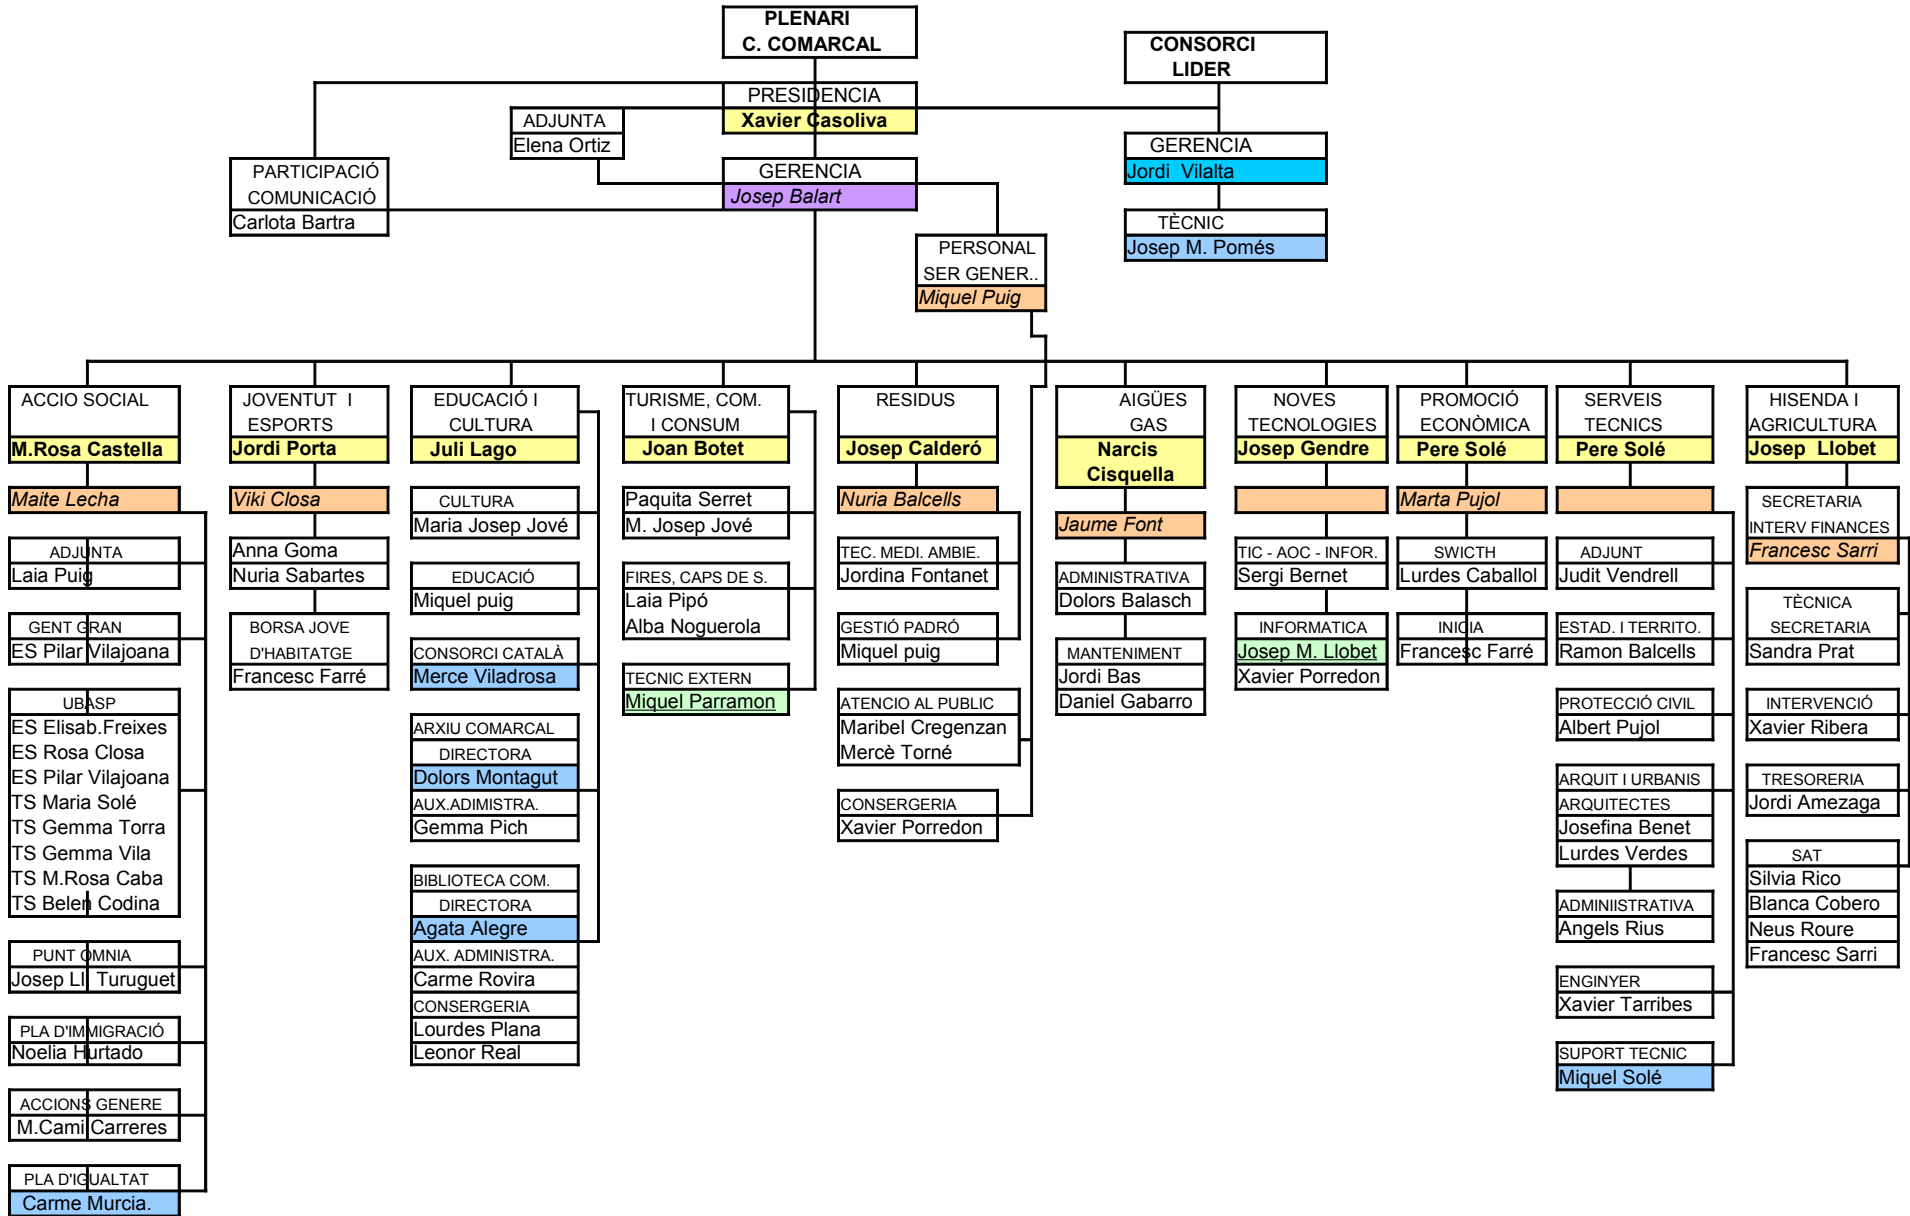 PLENARI
C. COMARCAL
CONSORCI
LIDER
PRESIDENCIA
Xavier Casoliva
ADJUNTA
Elena Ortiz
GERENCIA
Jordi Vilalta
PARTICIPACIÓ
COMUNICACIÓ
Carlota Bartra
GERENCIA
Josep Balart
TÈCNIC
Josep M. Pomés
PERSONAL
SER GENER..
Miquel Puig
ACCIO SOCIAL
M.Rosa Castella
Maite Lecha
ADJUNTA
Laia Puig
GENT GRAN
ES Pilar Vilajoana
UBASP
ES Elisab.Freixes
ES Rosa Closa
ES Pilar Vilajoana
TS Maria Solé
TS Gemma Torra
TS Gemma Vila
TS M.Rosa Caba
TS Belen Codina
PUNT OMNIA
Josep Ll. Turuguet
PLA D'IMMIGRACIÓ
Noelia Hurtado
ACCIONS GENERE
M.Cami Carreres
PLA D'IGUALTAT
Carme Murcia.
JOVENTUT I
ESPORTS
Jordi Porta
Viki Closa
Anna Goma
Nuria Sabartes
BORSA JOVE
D'HABITATGE
Francesc Farré
EDUCACIÓ I
CULTURA
Juli Lago
CULTURA
Maria Josep Jové
EDUCACIÓ
Miquel puig
CONSORCI CATALÀ
Merce Viladrosa
ARXIU COMARCAL
DIRECTORA
Dolors Montagut
AUX.ADIMISTRA.
Gemma Pich
BIBLIOTECA COM.
DIRECTORA
Agata Alegre
AUX. ADMINISTRA.
Carme Rovira
CONSERGERIA
Lourdes Plana
Leonor Real
TURISME, COM.
I CONSUM
Joan Botet
Paquita Serret
M. Josep Jové
FIRES, CAPS DE S.
Laia Pipó
Alba Noguerola
TECNIC EXTERN
Miquel Parramon
RESIDUS
Josep Calderó
Nuria Balcells
TEC. MEDI. AMBIE.
Jordina Fontanet
GESTIÓ PADRÓ
Miquel puig
ATENCIO AL PUBLIC
Maribel Cregenzan
Mercè Torné
CONSERGERIA
Xavier Porredon
AIGÜES
GAS
Narcis
Cisquella
Jaume Font
ADMINISTRATIVA
Dolors Balasch
MANTENIMENT
Jordi Bas
Daniel Gabarro
NOVES
TECNOLOGIES
Josep Gendre
TIC - AOC - INFOR.
Sergi Bernet
INFORMATICA
Josep M. Llobet
Xavier Porredon
PROMOCIÓ
ECONÒMICA
Pere Solé
Marta Pujol
SWICTH
Lurdes Caballol
INICIA
Francesc Farré
SERVEIS
TECNICS
Pere Solé
ADJUNT
Judit Vendrell
ESTAD. I TERRITO.
Ramon Balcells
PROTECCIÓ CIVIL
Albert Pujol
ARQUIT I URBANIS
ARQUITECTES
Josefina Benet
Lurdes Verdes
ADMINIISTRATIVA
Angels Rius
ENGINYER
Xavier Tarribes
SUPORT TECNIC
Miquel Solé
HISENDA I
AGRICULTURA
Josep Llobet
SECRETARIA
INTERV FINANCES
Francesc Sarri
TÈCNICA
SECRETARIA
Sandra Prat
INTERVENCIÓ
Xavier Ribera
TRESORERIA
Jordi Amezaga
SAT
Silvia Rico
Blanca Cobero
Neus Roure
Francesc Sarri